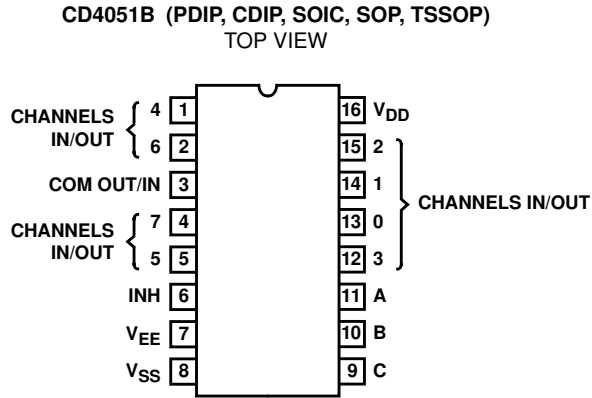 CD4051B (PDIP, CDIP, SOIC, SOP, TSSOP)
TOP VIEW
CHANNELS IN/OUT 4 1 16 VDD
6 2 15 2
COM OUT/IN 3 14 1
CHANNELS IN/OUT
CHANNELS IN/OUT 7 4 13 0
5 5 12 3
INH 6 11 A
VEE 7 10 B
VSS 8 9 C